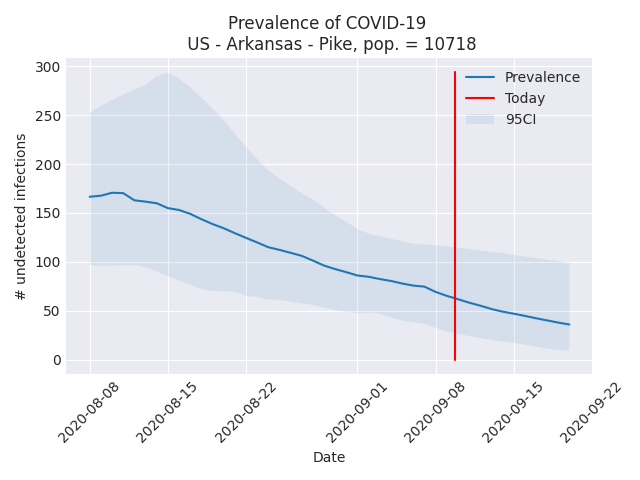 Prevalence of COVID-19
US - Arkansas - Pike, pop. = 10718
300
250
200
150
100
50
0
# undetected infections
Prevalence
Today
95CI
2020-08-08
2020-08-15
2020-08-22
2020-09-01
2020-09-08
2020-09-15
2020-09-22
Date